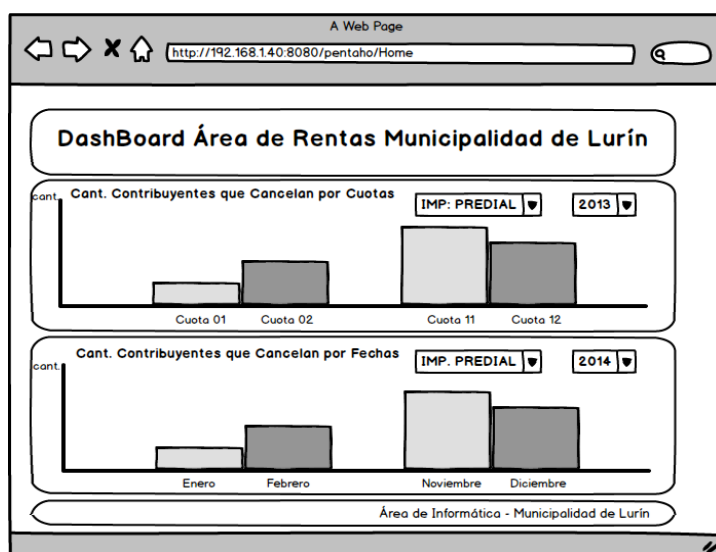 A Web Page
http://192.168.1.40:8080/pentaho/Home
DashBoard Área de Rentas Municipalidad de Lurín
cant.
Cant. Contribuyentes que Cancelan por Cuotas
IMP: PREDIAL
2013
Cuota 01
Cuota 02
Cuota 11
Cuota 12
cant.
Cant. Contribuyentes que Cancelan por Fechas
IMP. PREDIAL
2014
Enero
Febrero
Noviembre
Diciembre
Área de Informática - Municipalidad de Lurín